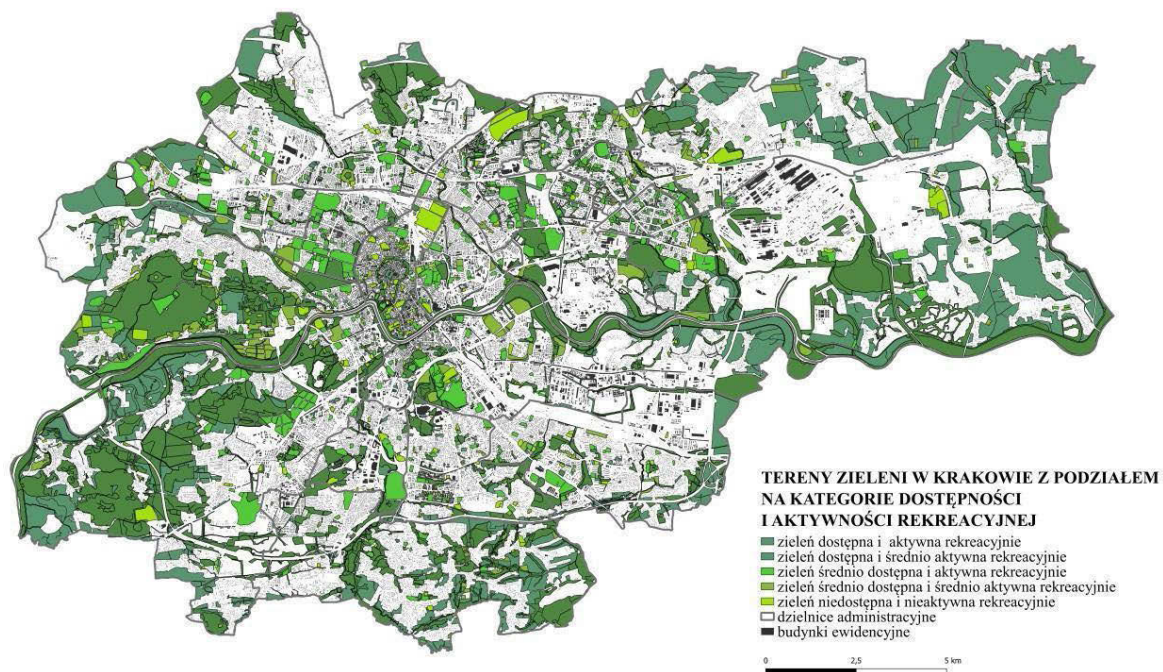 TERENY ZIELENI W KRAKOWIE Z PODZIAŁEM
NA KATEGORIE DOSTĘPNOŚCI
I AKTYWNOŚCI REKREACYJNEJ
zieleń dostępna i aktywna rekreacyjnie
zieleń dostępna i średnio aktywna rekreacyjnie
zieleń średnio dostępna i aktywna rekreacyjnie
zieleń średnio dostępna i średnio aktywna rekreacyjnie
zieleń niedostępna i nieaktywna rekreacyjnie
dzielnice administracyjne
budynki ewidencyjne
0 2,5 5 km